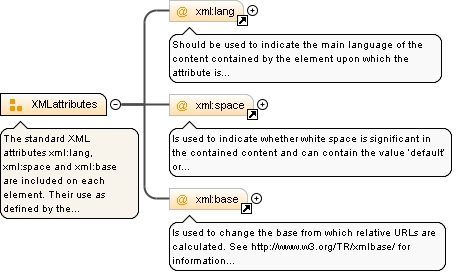 @ xml:lang
Should be used to indicate the main language of the
content contained by the element upon which the
attribute is...
XMLattributes
The standard XML
attributes xml:lang,
xml:space and xml:base
are included on each
element. Their use as
defined by the...
@ xml:space
Is used to indicate whether white space is significant in
the contained content and can contain the value 'default'
or...
@ xml:base
Is used to change the base from which relative URLs are
calculated. See http://www.w3.org/TR/xmlbase/ for
information...